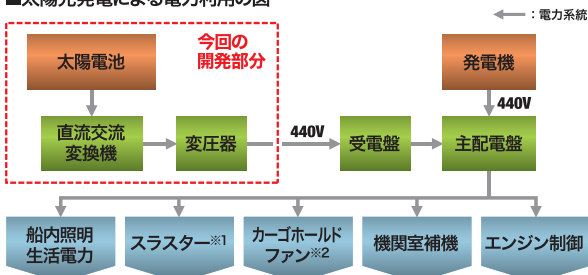 ■太陽光発電による電力利用の図
:電力系統
今回の
開発部分
太陽電池
発電機
440V
直流交流
変換機
変圧器
440V
受電盤
主配電盤
船内照明
生活電力
スラスター※1
カーゴホールド
ファン※2
機関室補機
エンジン制御